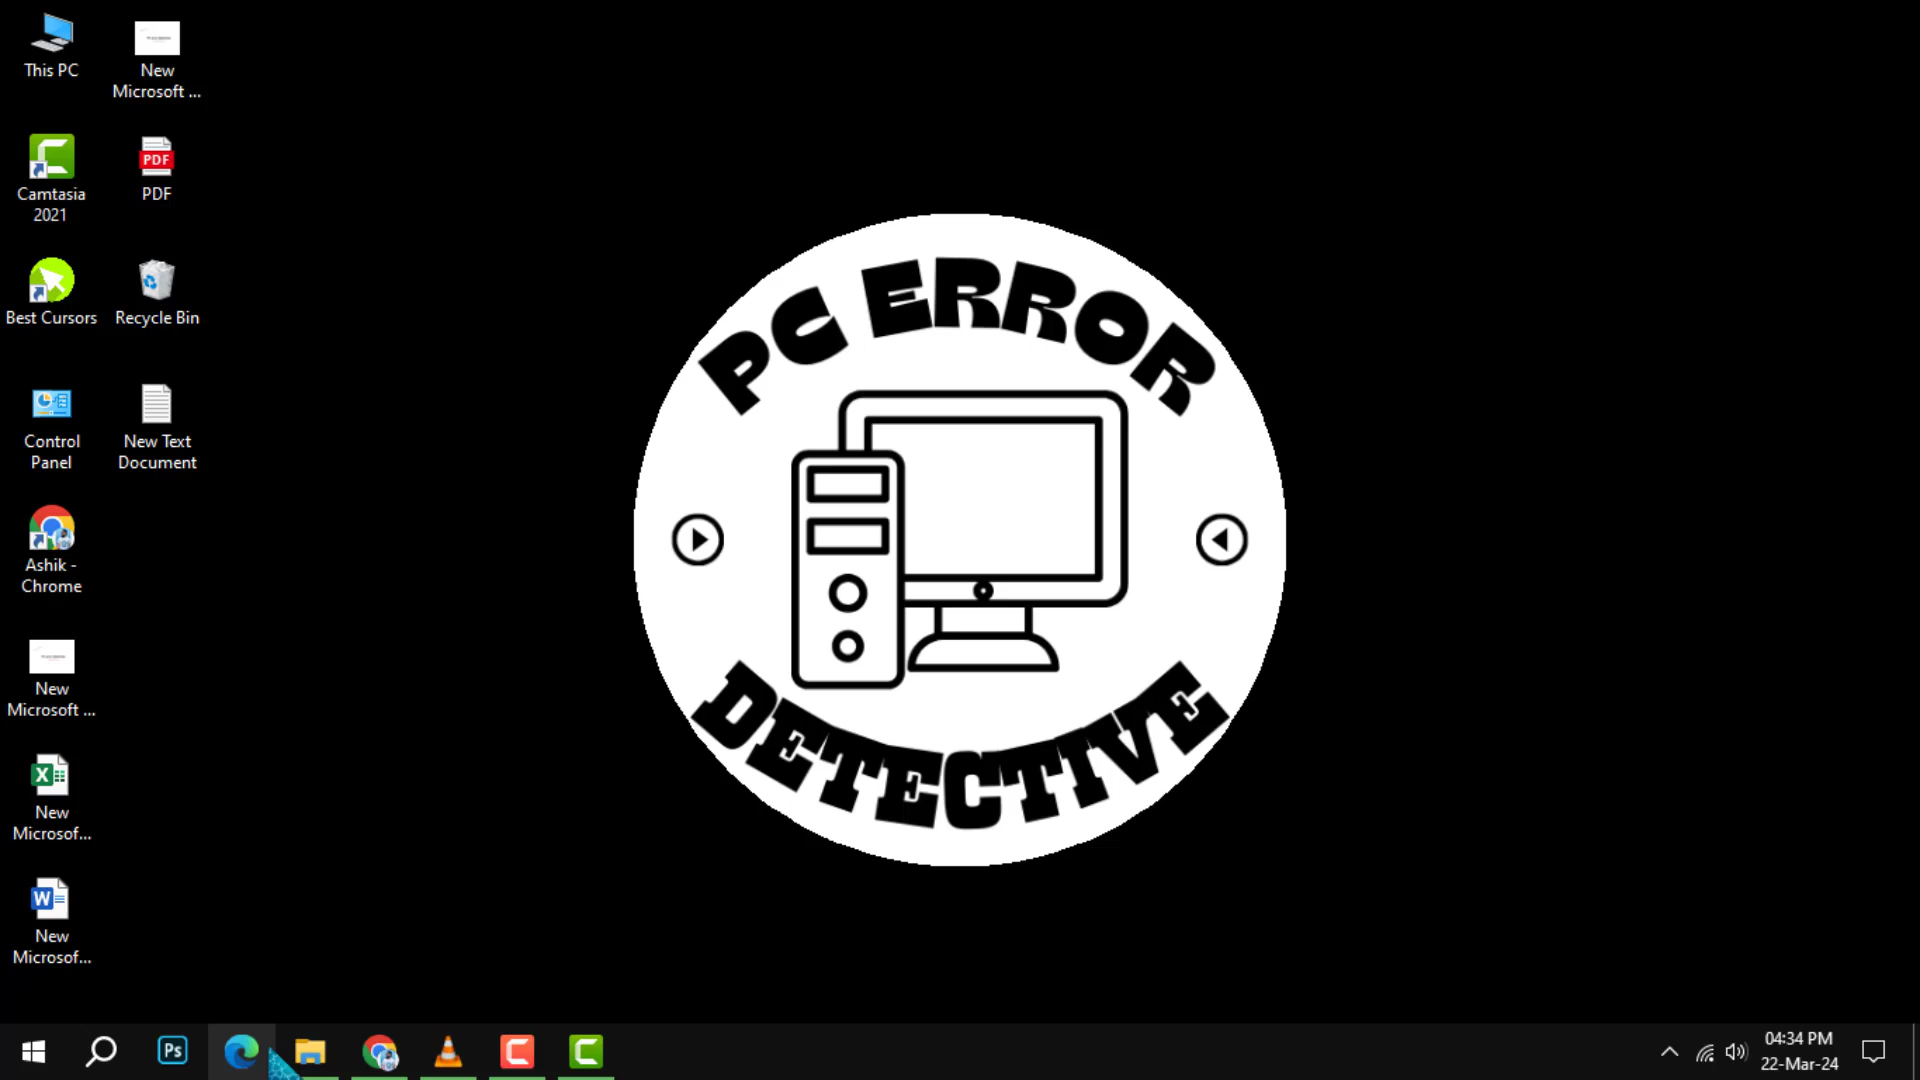 This PC
New
Microsoft ...
Camtasia
2021
PDF
PDF
Best Cursors
Recycle Bin
Control
Panel
New Text
Document
Ashik -
Chrome
New
Microsoft ...
New
Microsof...
New
Microsof...
PC ERROR
DETECTIVE
Ps
04:34 PM
22-Mar-24